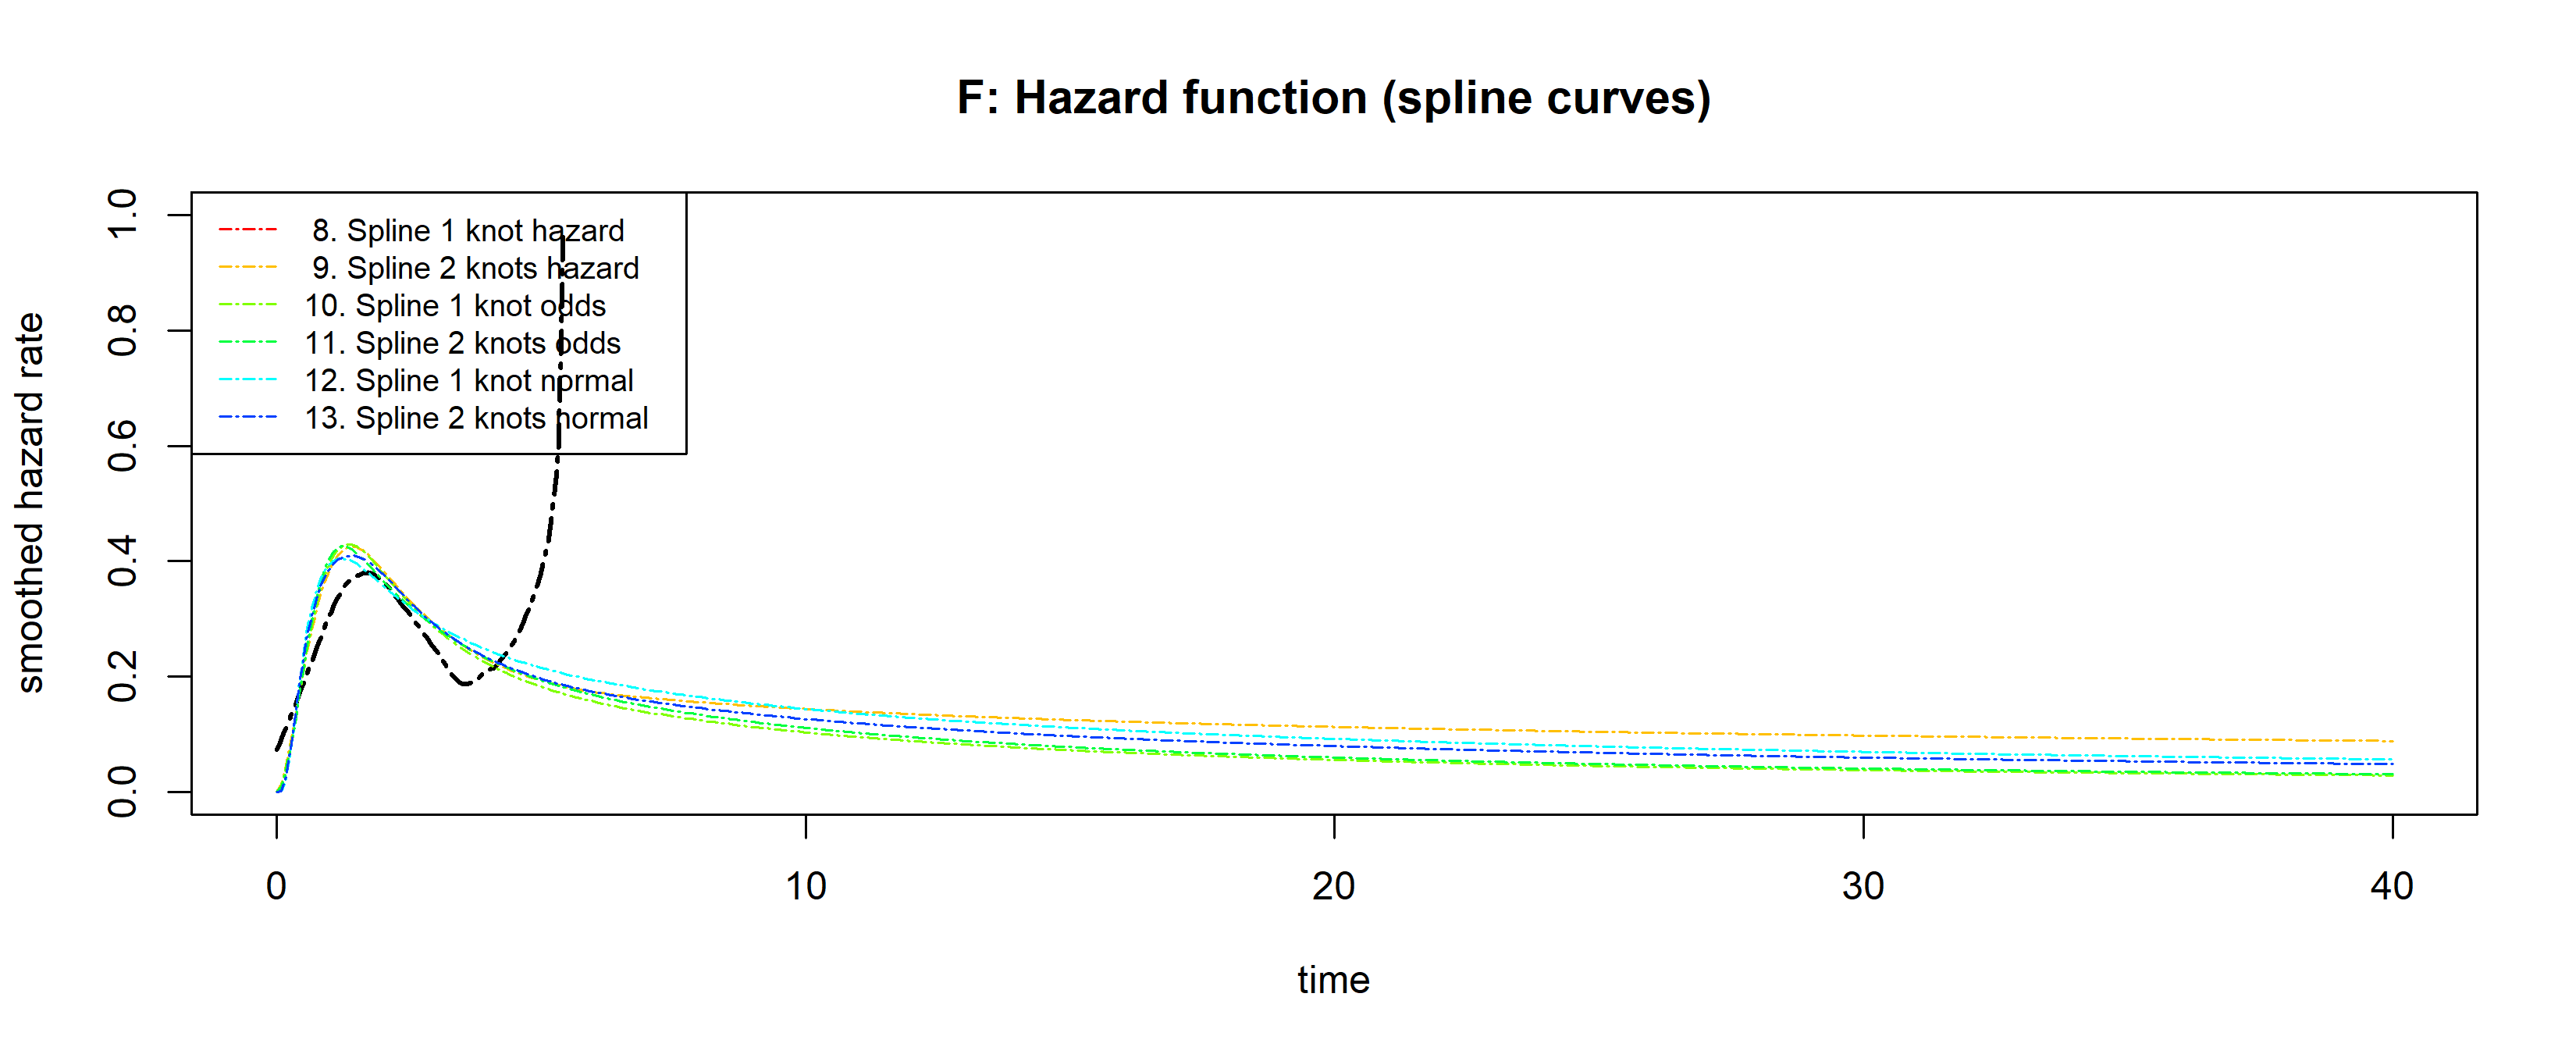 F: Hazard function (spline curves)
smoothed hazard rate
1.0
0.8
0.6
0.4
0.2
0.0
8. Spline 1 knot hazard
9. Spline 2 knots hazard
10. Spline 1 knot odds
11. Spline 2 knots odds
12. Spline 1 knot normal
13. Spline 2 knots normal
0 10 20 30 40
time